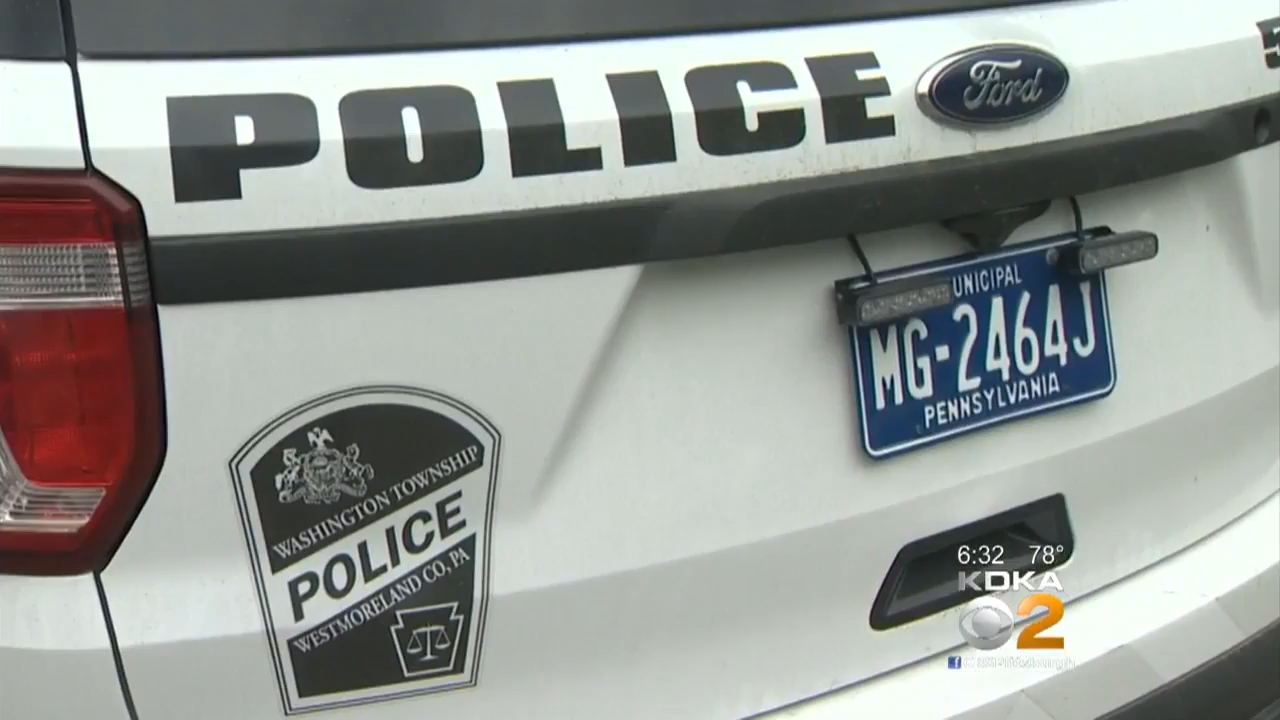 POLICE
Ford
UNICIPAL
MG-2464J
PENNSYLVANIA
WASHINGTON TOWNSHIP
POLICE
WESTMORELAND CO, PA
6:32 78°
KDKA
2